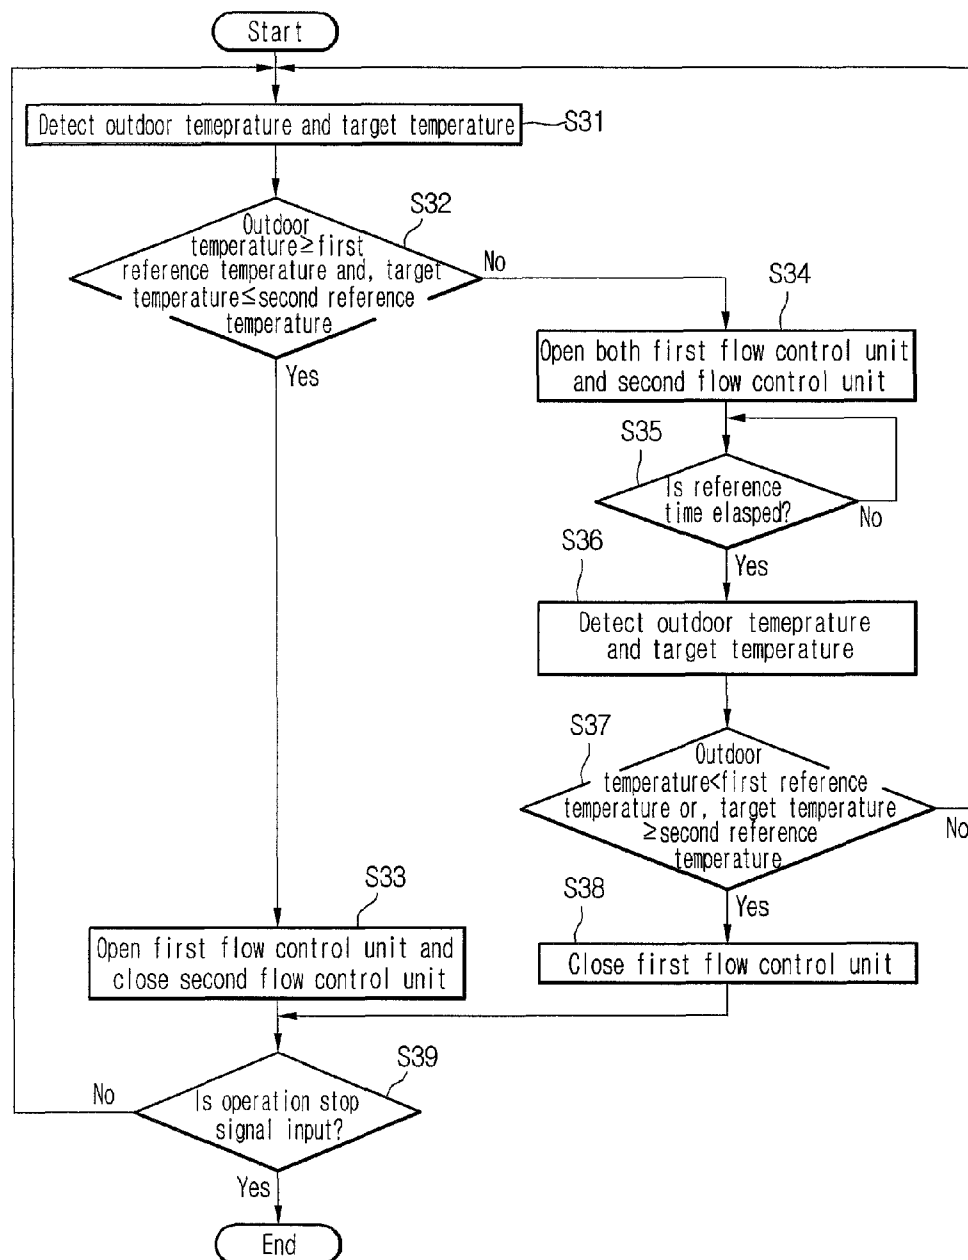 Start
Detect outdoor temeprature and target temperature
S31
S32
Outdoor
temperature≥first
reference temperature and, target
temperature≤second reference
temperature
No
Yes
S34
Open both first flow control unit
and second flow control unit
S35
Is reference
time elasped?
No
Yes
S36
Detect outdoor temeprature
and target temperature
S37
Outdoor
temperature<first reference
temperature or, target temperature
≥second reference
temperature
No
Yes
S33
Open first flow control unit and
close second flow control unit
S38
Close first flow control unit
S39
Is operation stop
signal input?
No
Yes
End